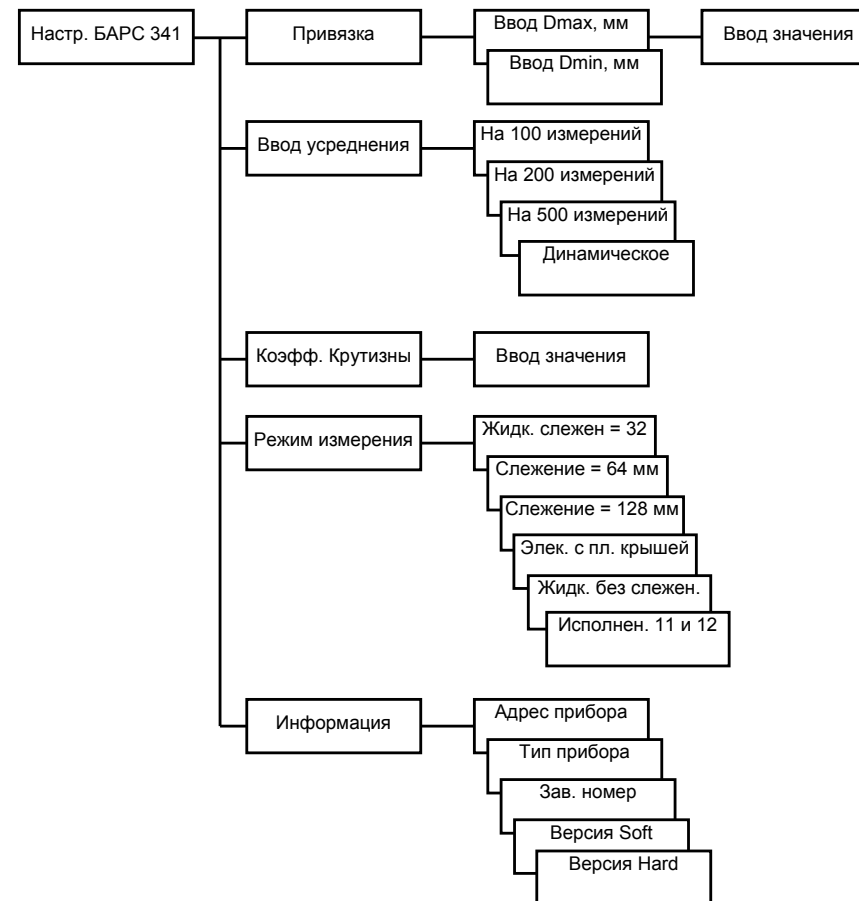 Настр. БАРС 341
Привязка
Ввод Dmax, мм
Ввод значения
Ввод Dmin, мм
Ввод усреднения
На 100 измерений
На 200 измерений
На 500 измерений
Динамическое
Коэфф. Крутизны
Ввод значения
Режим измерения
Жидк. слежен = 32
Слежение = 64 мм
Слежение = 128 мм
Элек. с пл. крышей
Жидк. без слежен.
Исполнен. 11 и 12
Информация
Адрес прибора
Тип прибора
Зав. номер
Версия Soft
Версия Hard